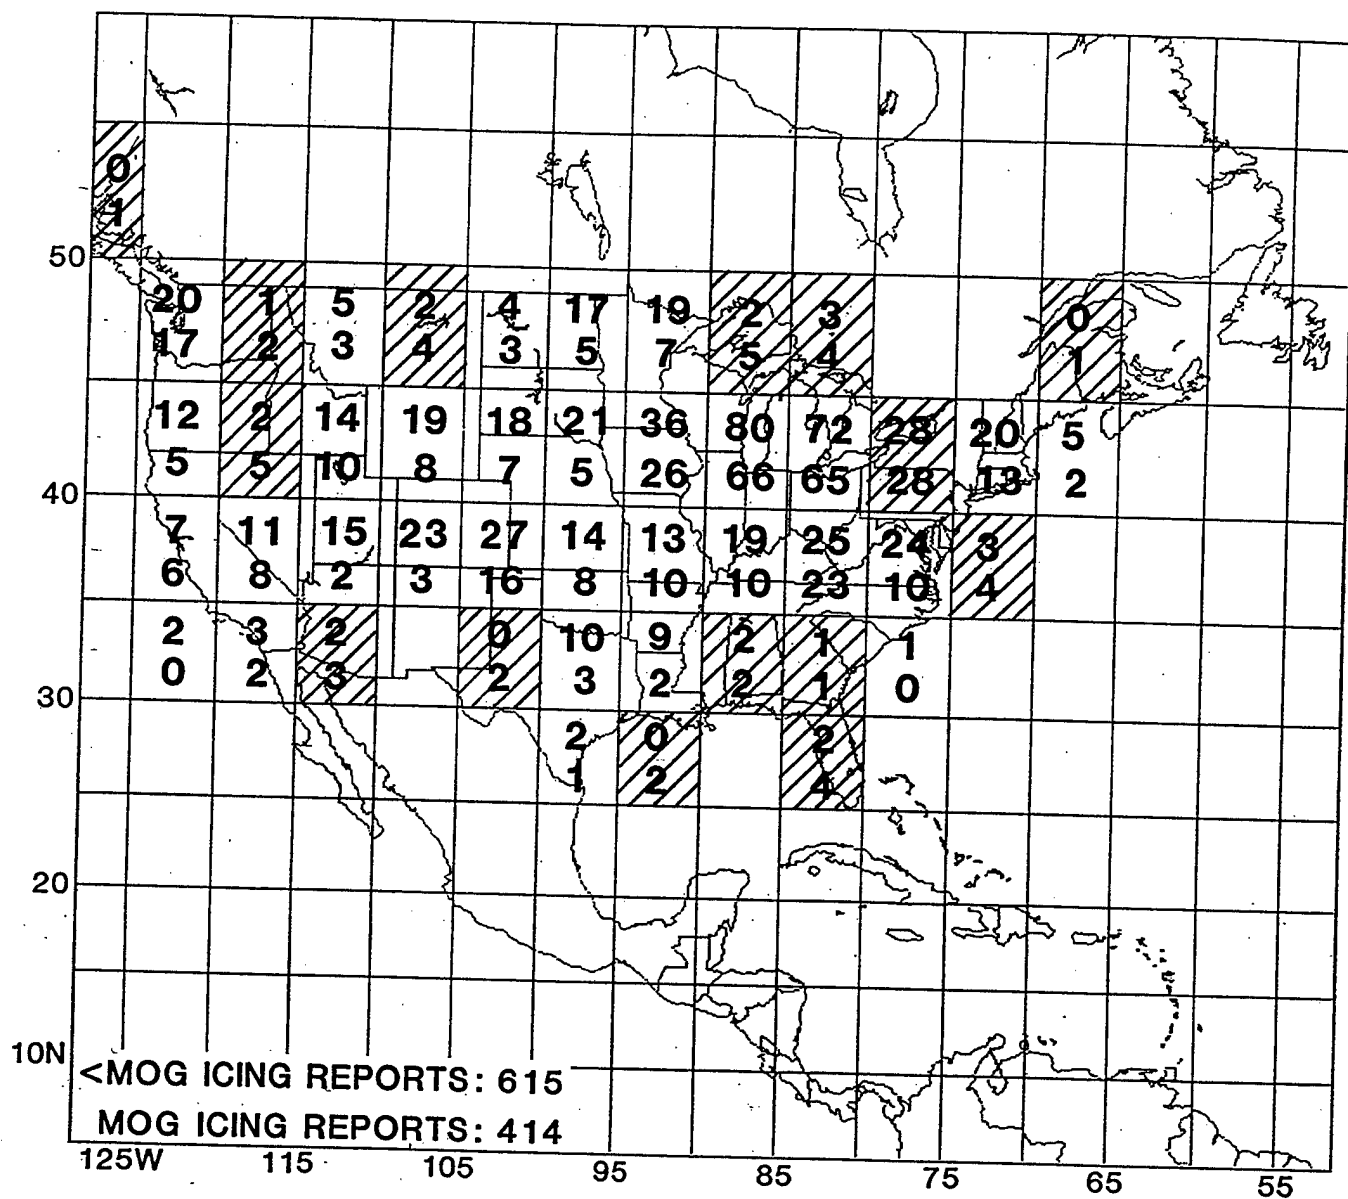 0
1
50
20 1 5 2 4 17 19 2 3 0
17 2 3 4 3 5 7 5 4 1
12 2 14 19 18 21 36 80 72 28 20 5
5 5 10 8 7 5 26 66 65 28 13 2
40
7 11 15 23 27 14 13 19 25 24 3
6 8 2 3 16 8 10 10 23 10 4
2 3 2 0 10 9 2 1 1
0 2 3 2 3 2 2 1 0
30
2 0 2
1 2 4
20
10N
<MOG ICING REPORTS: 615
MOG ICING REPORTS: 414
125W 115 105 95 85 75 65 55